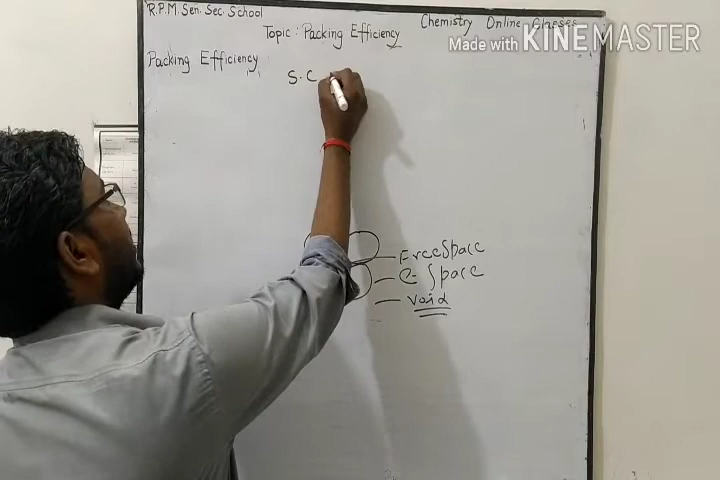 R.P.M. Sen. Sec. School
Chemistry Online Classes
Topic : Packing Efficiency
Made with KINEMASTER
Packing Efficiency
S.C
Free Space
e- Space
Void